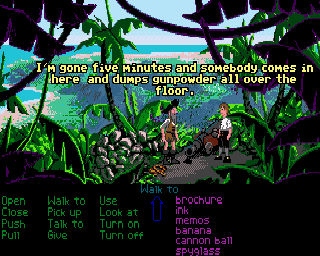 I'm gone five minutes and somebody comes in
here and dumps gunpowder all over the
floor.
Walk to
Open Walk to Use
Close Pick up Look at
Push Talk to Turn on
Pull Give Turn off
brochure
ink
memos
banana
cannon ball
spyglass